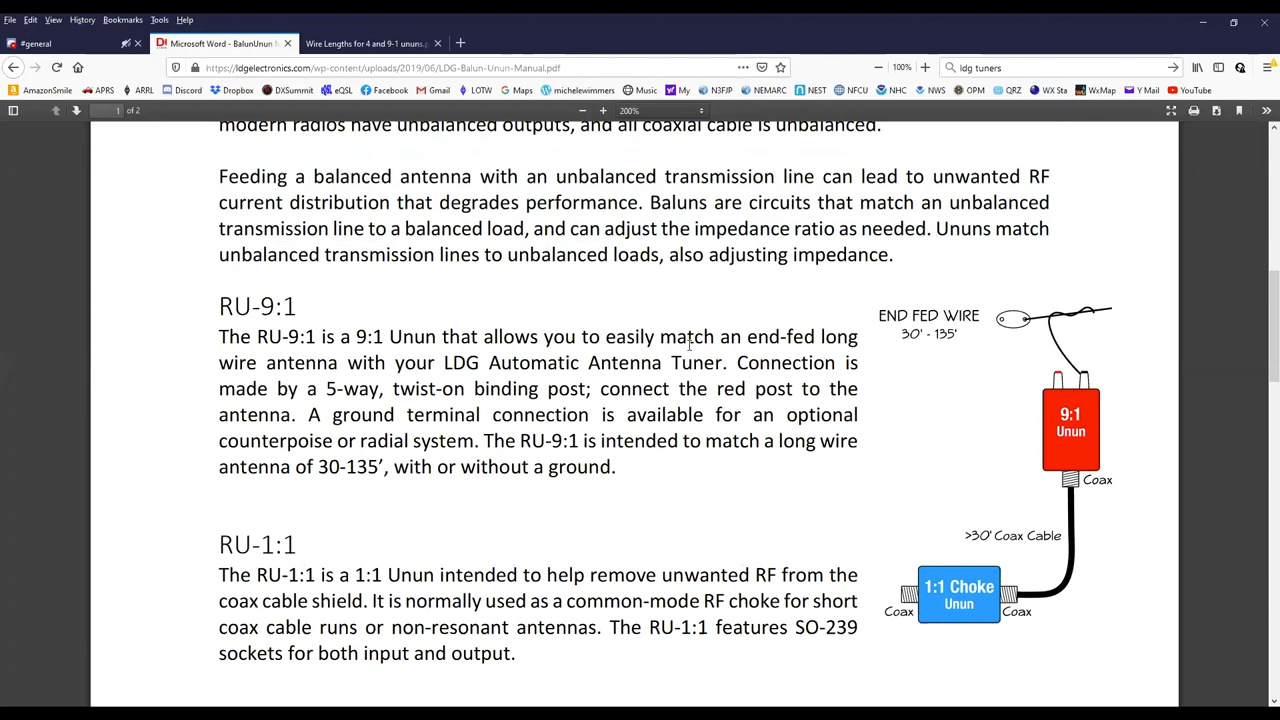 File Edit View History Bookmarks Tools Help
#general
Microsoft Word - BalunUnun M
Wire Lengths for 4 and 9-1 ununs.p
https://ldgelectronics.com/wp-content/uploads/2019/06/LDG-Balun-Unun-Manual.pdf
100%
ldg tuners
AmazonSmile APRS ARRL Discord Dropbox DXSummit eQSL Facebook Gmail LOTW Maps michelewimmers Music My N3FJP NEMARC NEST NFCU NHC NWS OPM QRZ WX Sta WxMap Y Mail YouTube
1 of 2
200%
modern radios have unbalanced outputs, and all coaxial cable is unbalanced.
Feeding a balanced antenna with an unbalanced transmission line can lead to unwanted RF
current distribution that degrades performance. Baluns are circuits that match an unbalanced
transmission line to a balanced load, and can adjust the impedance ratio as needed. Ununs match
unbalanced transmission lines to unbalanced loads, also adjusting impedance.
RU-9:1
The RU-9:1 is a 9:1 Unun that allows you to easily match an end-fed long
wire antenna with your LDG Automatic Antenna Tuner. Connection is
made by a 5-way, twist-on binding post; connect the red post to the
antenna. A ground terminal connection is available for an optional
counterpoise or radial system. The RU-9:1 is intended to match a long wire
antenna of 30-135’, with or without a ground.
END FED WIRE
30' - 135'
9:1
Unun
Coax
>30' Coax Cable
1:1 Choke
Unun
Coax
Coax
RU-1:1
The RU-1:1 is a 1:1 Unun intended to help remove unwanted RF from the
coax cable shield. It is normally used as a common-mode RF choke for short
coax cable runs or non-resonant antennas. The RU-1:1 features SO-239
sockets for both input and output.